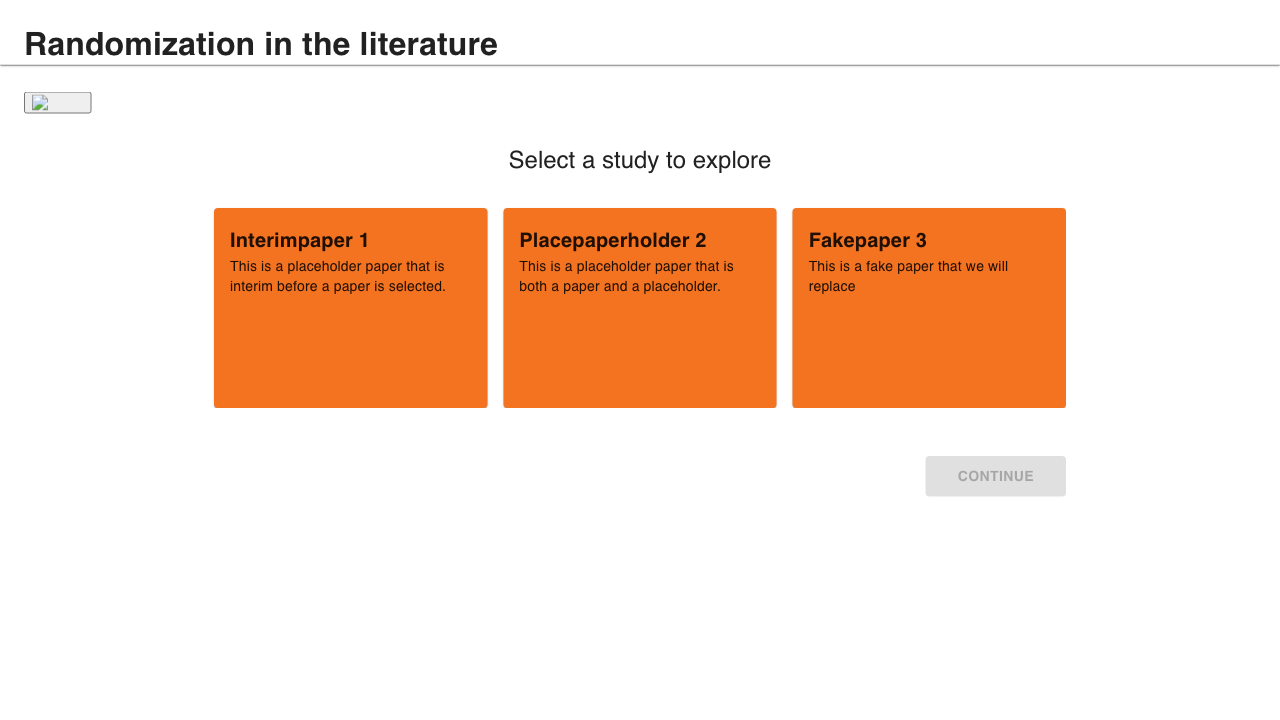 Randomization in the literature
Select a study to explore
Interimpaper 1
This is a placeholder paper that is
interim before a paper is selected.
Placepaperholder 2
This is a placeholder paper that is
both a paper and a placeholder.
Fakepaper 3
This is a fake paper that we will
replace
CONTINUE